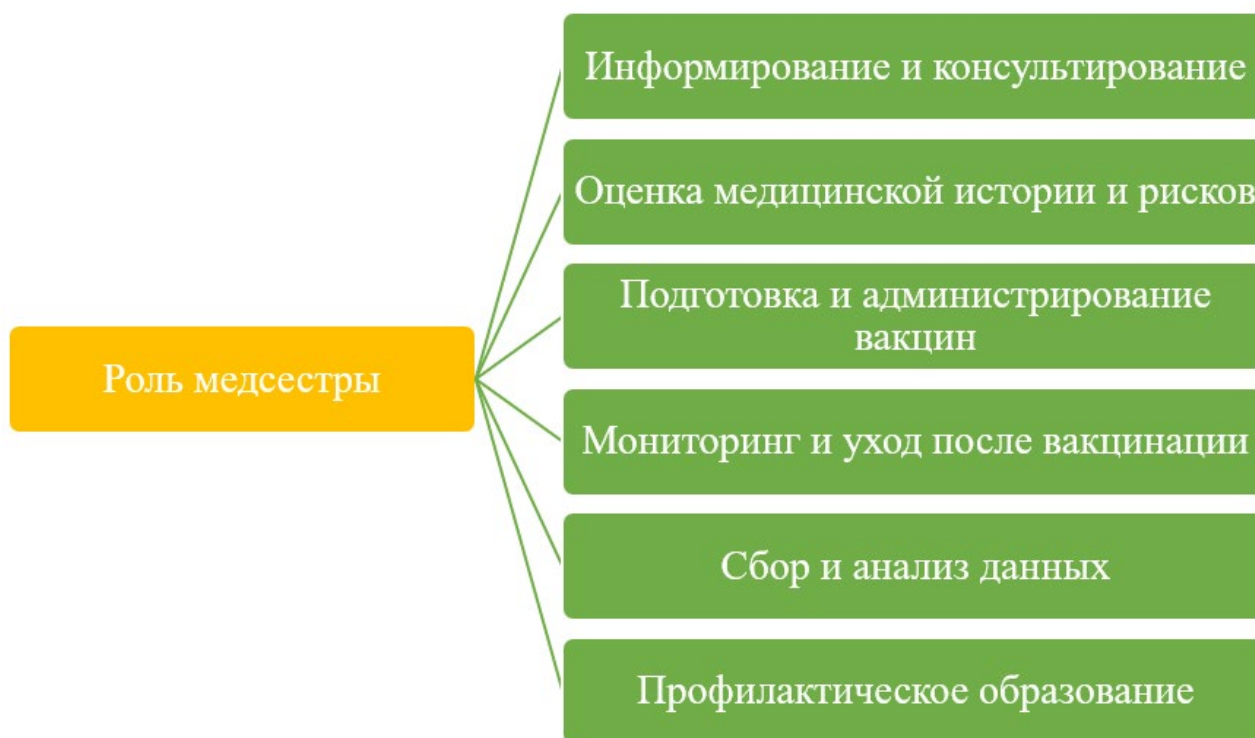 Информирование и консультирование
Оценка медицинской истории и рисков
Подготовка и администрирование
вакцин
Роль медсестры
Мониторинг и уход после вакцинации
Сбор и анализ данных
Профилактическое образование